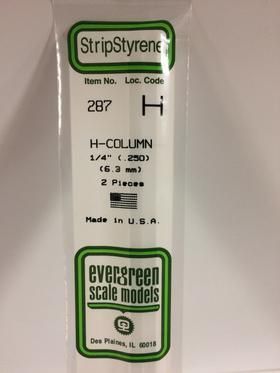 StripStyrene
Item No. Loc. Code
287 H
H-COLUMN
1/4" (.250)
(6.3 mm)
2 Pieces
Made in U.S.A.
evergreen
scale models
Des Plaines, IL 60018